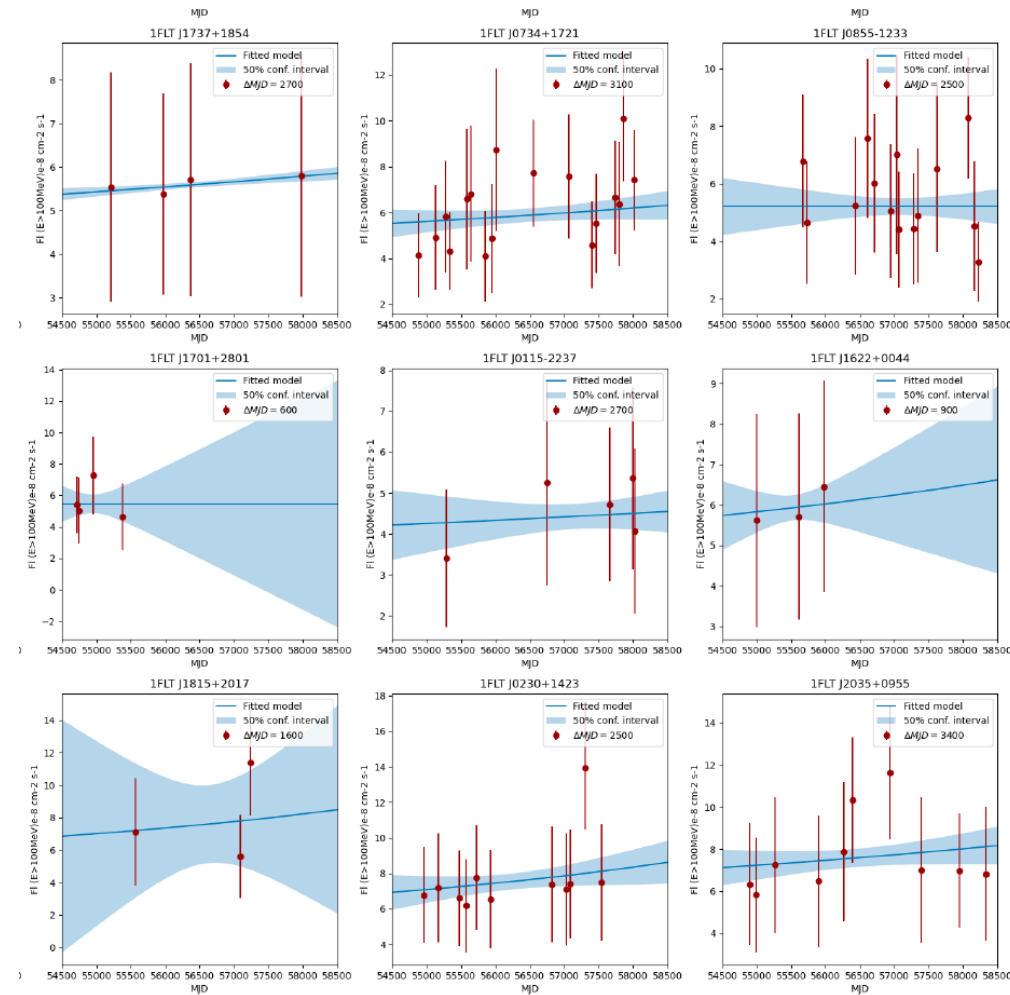 MJD MJD MJD
1FLT J1737+1854 1FLT J0734+1721 1FLT J0855-1233
Fitted model
50% conf. interval
ΔMJD = 2700
Fitted model
50% conf. interval
ΔMJD = 3100
Fitted model
50% conf. interval
ΔMJD = 2500
Fl (E>100MeV)e-8 cm-2 s-1
8
7
6
5
4
3
Fl (E>100MeV)e-8 cm-2 s-1
12
10
8
6
4
2
Fl (E>100MeV)e-8 cm-2 s-1
10
8
6
4
2
54500 55000 55500 56000 56500 57000 57500 58000 58500
54500 55000 55500 56000 56500 57000 57500 58000 58500
54500 55000 55500 56000 56500 57000 57500 58000 5850
MJD MJD MJD
1FLT J1701+2801 1FLT J0115-2237 1FLT J1622+0044
Fitted model
50% conf. interval
ΔMJD = 600
Fitted model
50% conf. interval
ΔMJD = 2700
Fitted model
50% conf. interval
ΔMJD = 900
Fl (E>100MeV)e-8 cm-2 s-1
14
12
10
8
6
4
2
0
−2
Fl (E>100MeV)e-8 cm-2 s-1
8
7
6
5
4
3
2
Fl (E>100MeV)e-8 cm-2 s-1
9
8
7
6
5
4
3
54500 55000 55500 56000 56500 57000 57500 58000 58500
54500 55000 55500 56000 56500 57000 57500 58000 58500
54500 55000 55500 56000 56500 57000 57500 58000 5850
MJD MJD MJD
1FLT J1815+2017 1FLT J0230+1423 1FLT J2035+0955
Fitted model
50% conf. interval
ΔMJD = 1600
Fitted model
50% conf. interval
ΔMJD = 2500
Fitted model
50% conf. interval
ΔMJD = 3400
Fl (E>100MeV)e-8 cm-2 s-1
14
12
10
8
6
4
2
0
Fl (E>100MeV)e-8 cm-2 s-1
18
16
14
12
10
8
6
4
Fl (E>100MeV)e-8 cm-2 s-1
14
12
10
8
6
4
54500 55000 55500 56000 56500 57000 57500 58000 58500
54500 55000 55500 56000 56500 57000 57500 58000 58500
54500 55000 55500 56000 56500 57000 57500 58000 5850
MJD MJD MJD